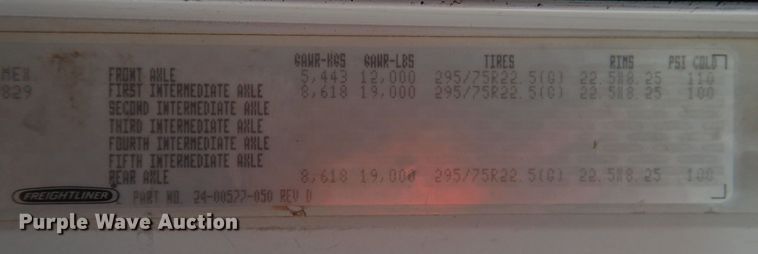 GAWR-KGS GAWR-LBS TIRES RIMS PSI COLD
MEX FRONT AXLE 5,443 12,000 295/75R22.5(G) 22.5X8.25 110
829 FIRST INTERMEDIATE AXLE 8,618 19,000 295/75R22.5(G) 22.5X8.25 100
SECOND INTERMEDIATE AXLE
THIRD INTERMEDIATE AXLE
FOURTH INTERMEDIATE AXLE
FIFTH INTERMEDIATE AXLE
REAR AXLE 8,618 19,000 295/75R22.5(G) 22.5X8.25 100
FREIGHTLINER PART NO. 24-00577-050 REV D
Purple Wave Auction